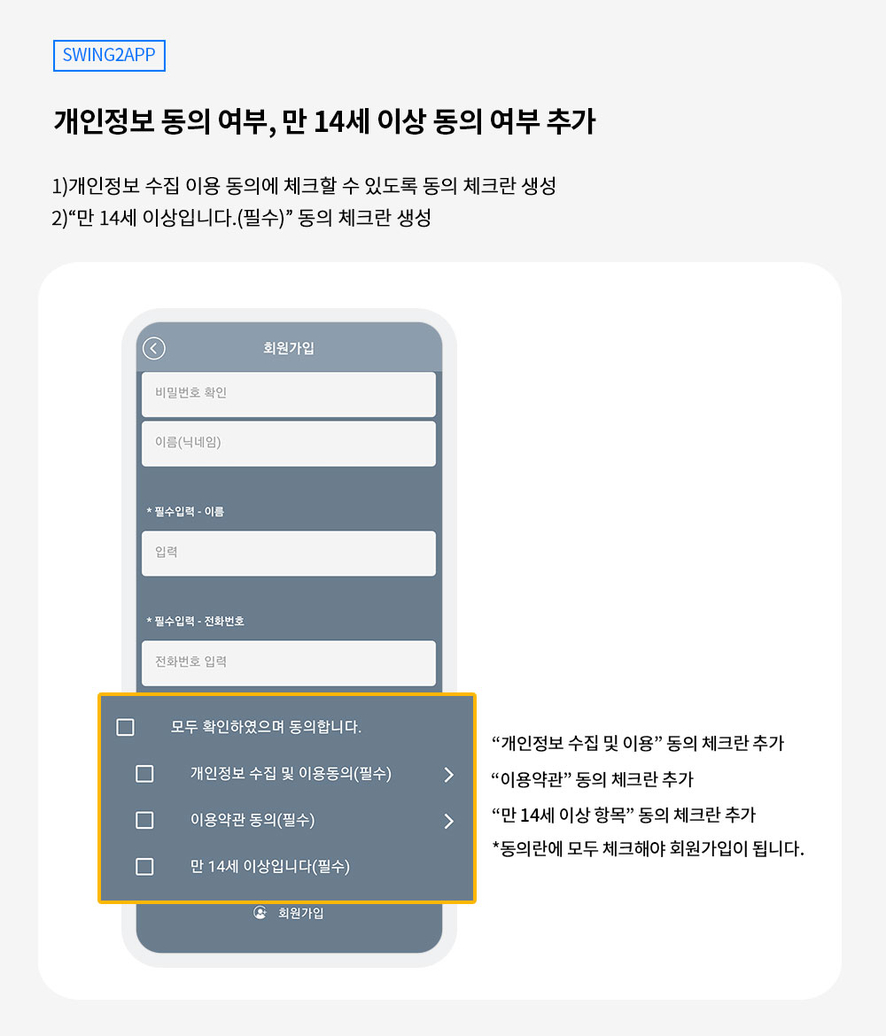 SWING2APP
개인정보 동의 여부, 만 14세 이상 동의 여부 추가
1)개인정보 수집 이용 동의에 체크할 수 있도록 동의 체크란 생성
2)“만 14세 이상입니다.(필수)” 동의 체크란 생성
회원가입
비밀번호 확인
이름(닉네임)
* 필수입력 - 이름
입력
* 필수입력 - 전화번호
전화번호 입력
모두 확인하였으며 동의합니다.
개인정보 수집 및 이용동의(필수)
이용약관 동의(필수)
만 14세 이상입니다(필수)
회원가입
“개인정보 수집 및 이용” 동의 체크란 추가
“이용약관” 동의 체크란 추가
“만 14세 이상 항목” 동의 체크란 추가
*동의란에 모두 체크해야 회원가입이 됩니다.